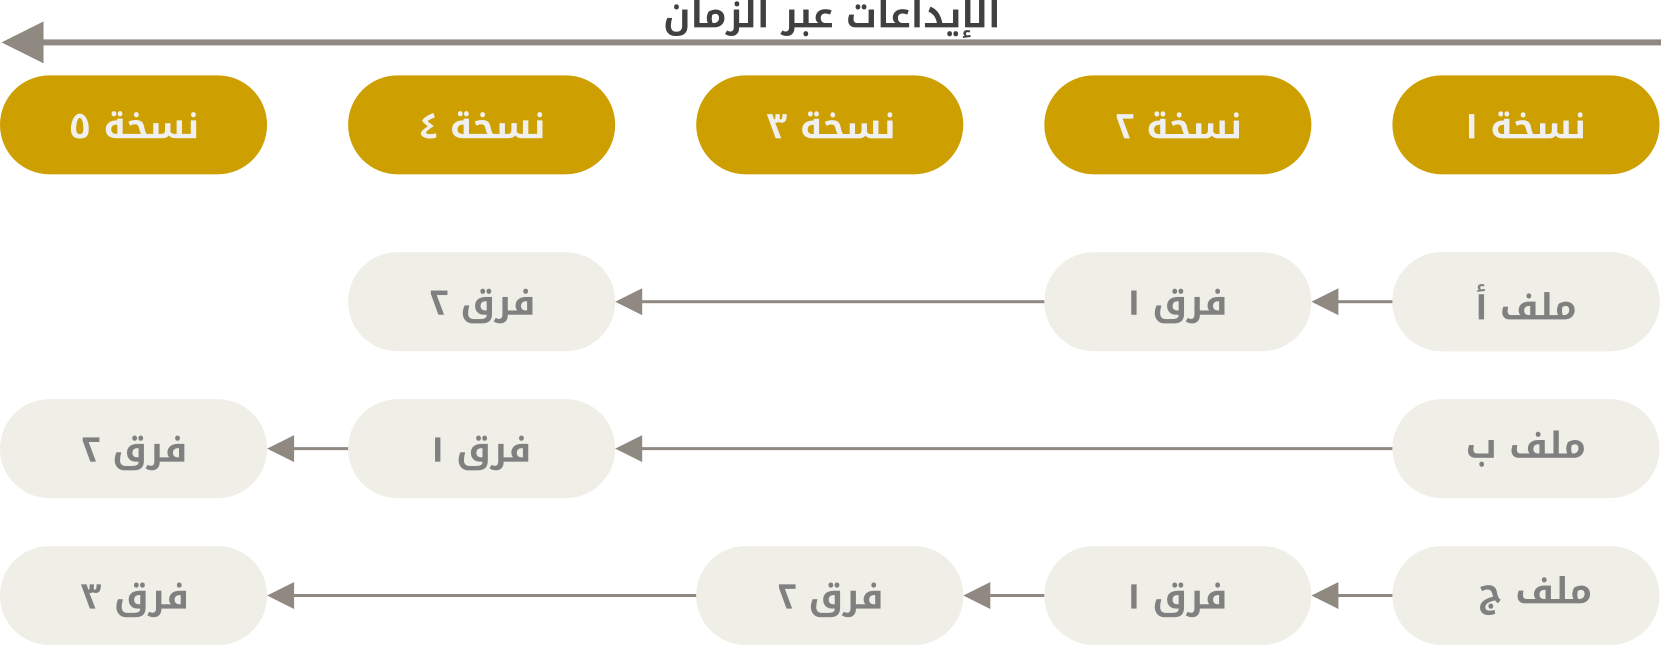 الإيداعات عبر الزمان
نسخة ١
نسخة ٢
نسخة ٣
نسخة ٤
نسخة ٥
ملف أ
فرق ١
فرق ٢
ملف ب
فرق ١
فرق ٢
ملف ج
فرق ١
فرق ٢
فرق ٣